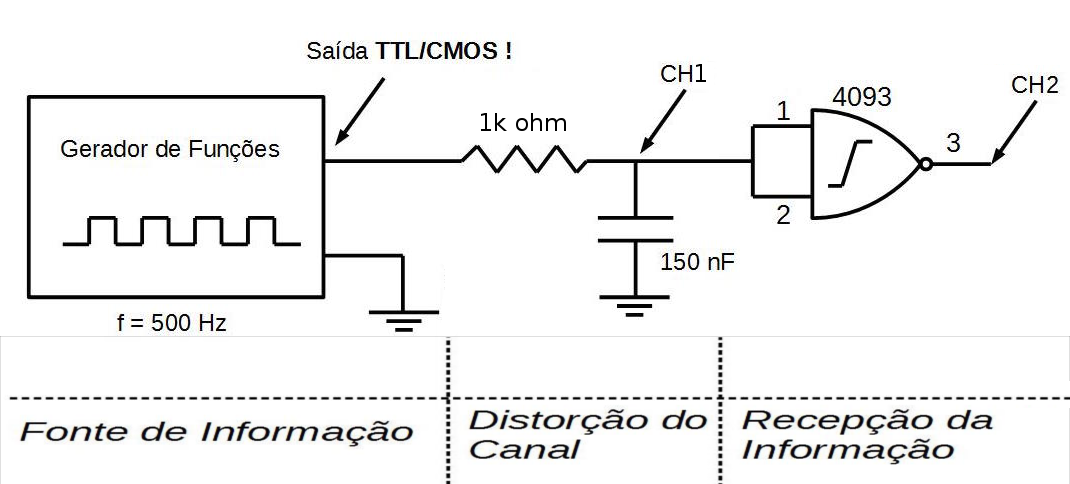 Saída TTL/CMOS !
CH1
CH2
4093
1
1k ohm
3
Gerador de Funções
2
150 nF
f = 500 Hz
Fonte de Informação
Distorção do
Canal
Recepção da
Informação